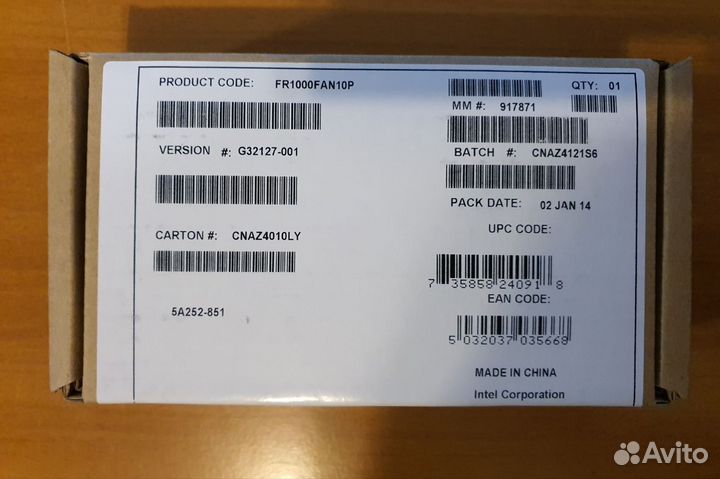 PRODUCT CODE: FR1000FAN10P
QTY: 01
MM #: 917871
VERSION #: G32127-001
BATCH #: CNAZ4121S6
PACK DATE: 02 JAN 14
UPC CODE:
CARTON #: CNAZ4010LY
7 35858 24091 8
EAN CODE:
5A252-851
5 032037 035668
MADE IN CHINA
Intel Corporation
Avito